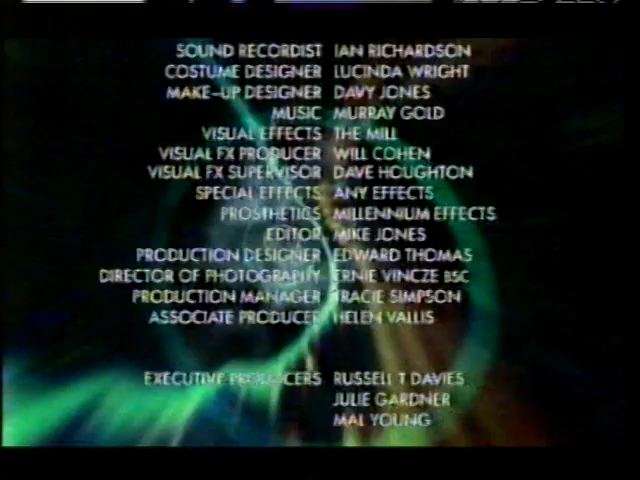 SOUND RECORDIST IAN RICHARDSON
COSTUME DESIGNER LUCINDA WRIGHT
MAKE-UP DESIGNER DAVY JONES
MUSIC MURRAY GOLD
VISUAL EFFECTS THE MILL
VISUAL FX PRODUCER WILL COHEN
VISUAL FX SUPERVISOR DAVE HOUGHTON
SPECIAL EFFECTS ANY EFFECTS
PROSTHETICS MILLENNIUM EFFECTS
EDITOR MIKE JONES
PRODUCTION DESIGNER EDWARD THOMAS
DIRECTOR OF PHOTOGRAPHY ERNIE VINCZE BSC
PRODUCTION MANAGER TRACIE SIMPSON
ASSOCIATE PRODUCER HELEN VALLIS
EXECUTIVE PRODUCERS RUSSELL T DAVIES
JULIE GARDNER
MAL YOUNG